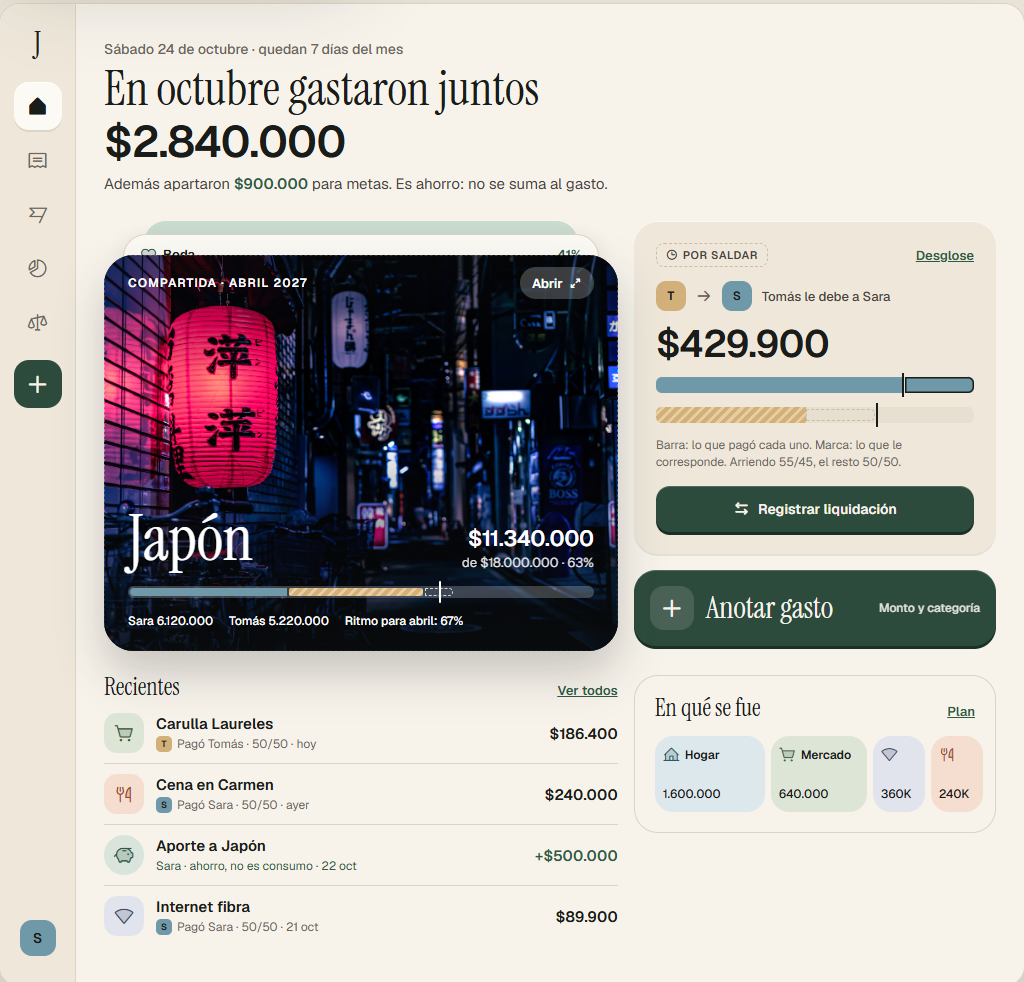 J
Sábado 24 de octubre · quedan 7 días del mes
En octubre gastaron juntos
$2.840.000
Además apartaron $900.000 para metas. Es ahorro: no se suma al gasto.
Boda 41%
COMPARTIDA · ABRIL 2027
Abrir
萍
萍
BOSS
Japón
$11.340.000
de $18.000.000 · 63%
Sara 6.120.000 Tomás 5.220.000 Ritmo para abril: 67%
POR SALDAR
Desglose
T → S Tomás le debe a Sara
$429.900
Barra: lo que pagó cada uno. Marca: lo que le
corresponde. Arriendo 55/45, el resto 50/50.
Registrar liquidación
Anotar gasto
Monto y categoría
Recientes
Ver todos
Carulla Laureles
T Pagó Tomás · 50/50 · hoy
$186.400
Cena en Carmen
S Pagó Sara · 50/50 · ayer
$240.000
Aporte a Japón
Sara · ahorro, no es consumo · 22 oct
+$500.000
Internet fibra
S Pagó Sara · 50/50 · 21 oct
$89.900
En qué se fue
Plan
Hogar
1.600.000
Mercado
640.000
360K
240K
S